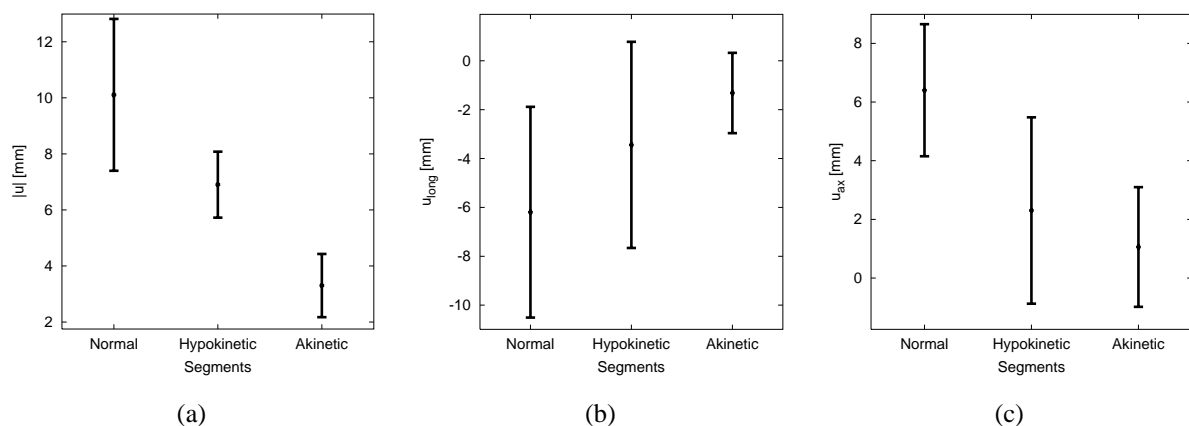 |u| [mm]
12
10
8
6
4
2
Normal Hypokinetic Akinetic
Segments
(a)
u_long [mm]
0
-2
-4
-6
-8
-10
Normal Hypokinetic Akinetic
Segments
(b)
u_ax [mm]
8
6
4
2
0
Normal Hypokinetic Akinetic
Segments
(c)